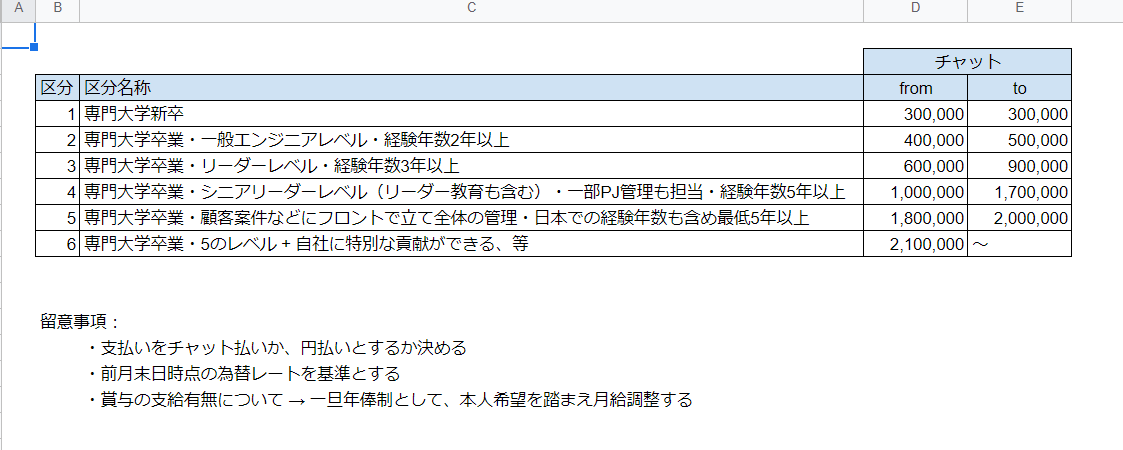 A B C D E
チャット
区分 区分名称 from to
1 専門大学新卒 300,000 300,000
2 専門大学卒業・一般エンジニアレベル・経験年数2年以上 400,000 500,000
3 専門大学卒業・リーダーレベル・経験年数3年以上 600,000 900,000
4 専門大学卒業・シニアリーダーレベル（リーダー教育も含む）・一部PJ管理も担当・経験年数5年以上 1,000,000 1,700,000
5 専門大学卒業・顧客案件などにフロントで立て全体の管理・日本での経験年数も含め最低5年以上 1,800,000 2,000,000
6 専門大学卒業・5のレベル + 自社に特別な貢献ができる、等 2,100,000 ～
留意事項：
・支払いをチャット払いか、円払いとするか決める
・前月末日時点の為替レートを基準とする
・賞与の支給有無について → 一旦年俸制として、本人希望を踏まえ月給調整する